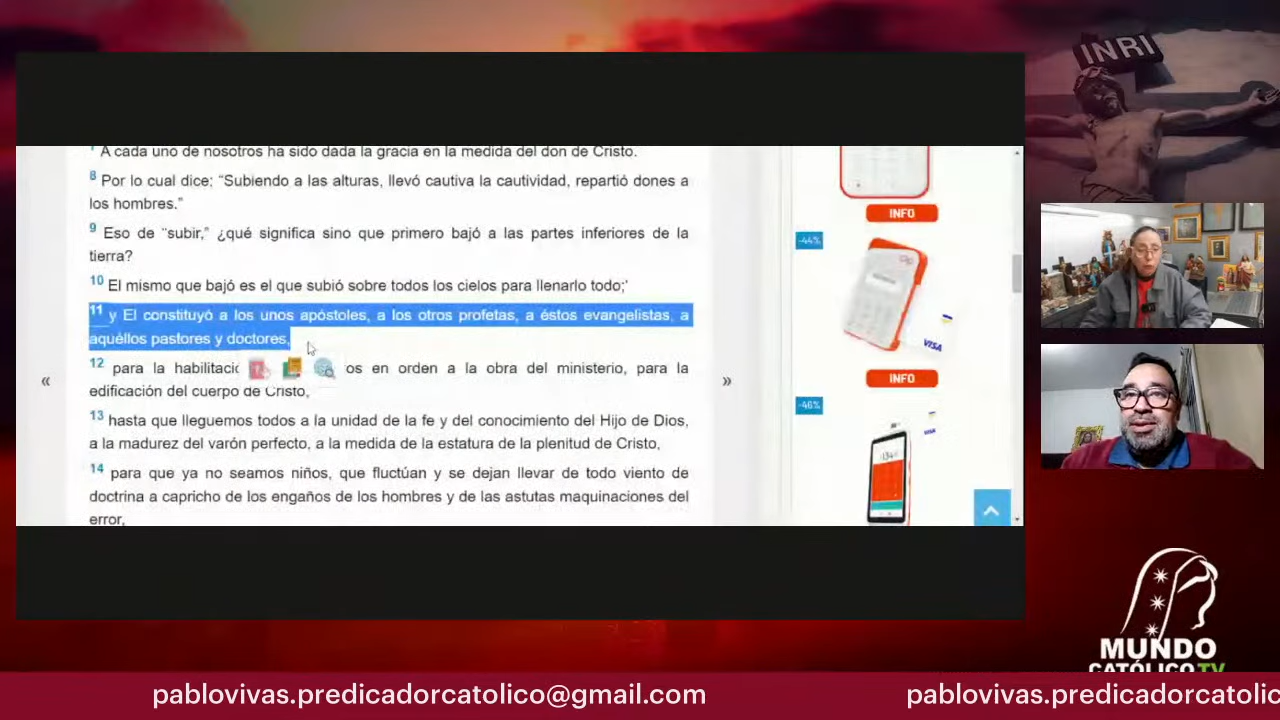 7 A cada uno de nosotros ha sido dada la gracia en la medida del don de Cristo.
8 Por lo cual dice: “Subiendo a las alturas, llevó cautiva la cautividad, repartió dones a
los hombres.”
9 Eso de “subir,” ¿qué significa sino que primero bajó a las partes inferiores de la
tierra?
10 El mismo que bajó es el que subió sobre todos los cielos para llenarlo todo;'
11 y El constituyó a los unos apóstoles, a los otros profetas, a éstos evangelistas, a
aquéllos pastores y doctores,
12 para la habilitació os en orden a la obra del ministerio, para la
edificación del cuerpo de Cristo,
13 hasta que lleguemos todos a la unidad de la fe y del conocimiento del Hijo de Dios,
a la madurez del varón perfecto, a la medida de la estatura de la plenitud de Cristo,
14 para que ya no seamos niños, que fluctúan y se dejan llevar de todo viento de
doctrina a capricho de los engaños de los hombres y de las astutas maquinaciones del
error,
«
»
INFO
-44%
VISA
INFO
-46%
VISA
INRI
MUNDO
CATÓLICO TV
pablovivas.predicadorcatolico@gmail.com
pablovivas.predicadorcatolic